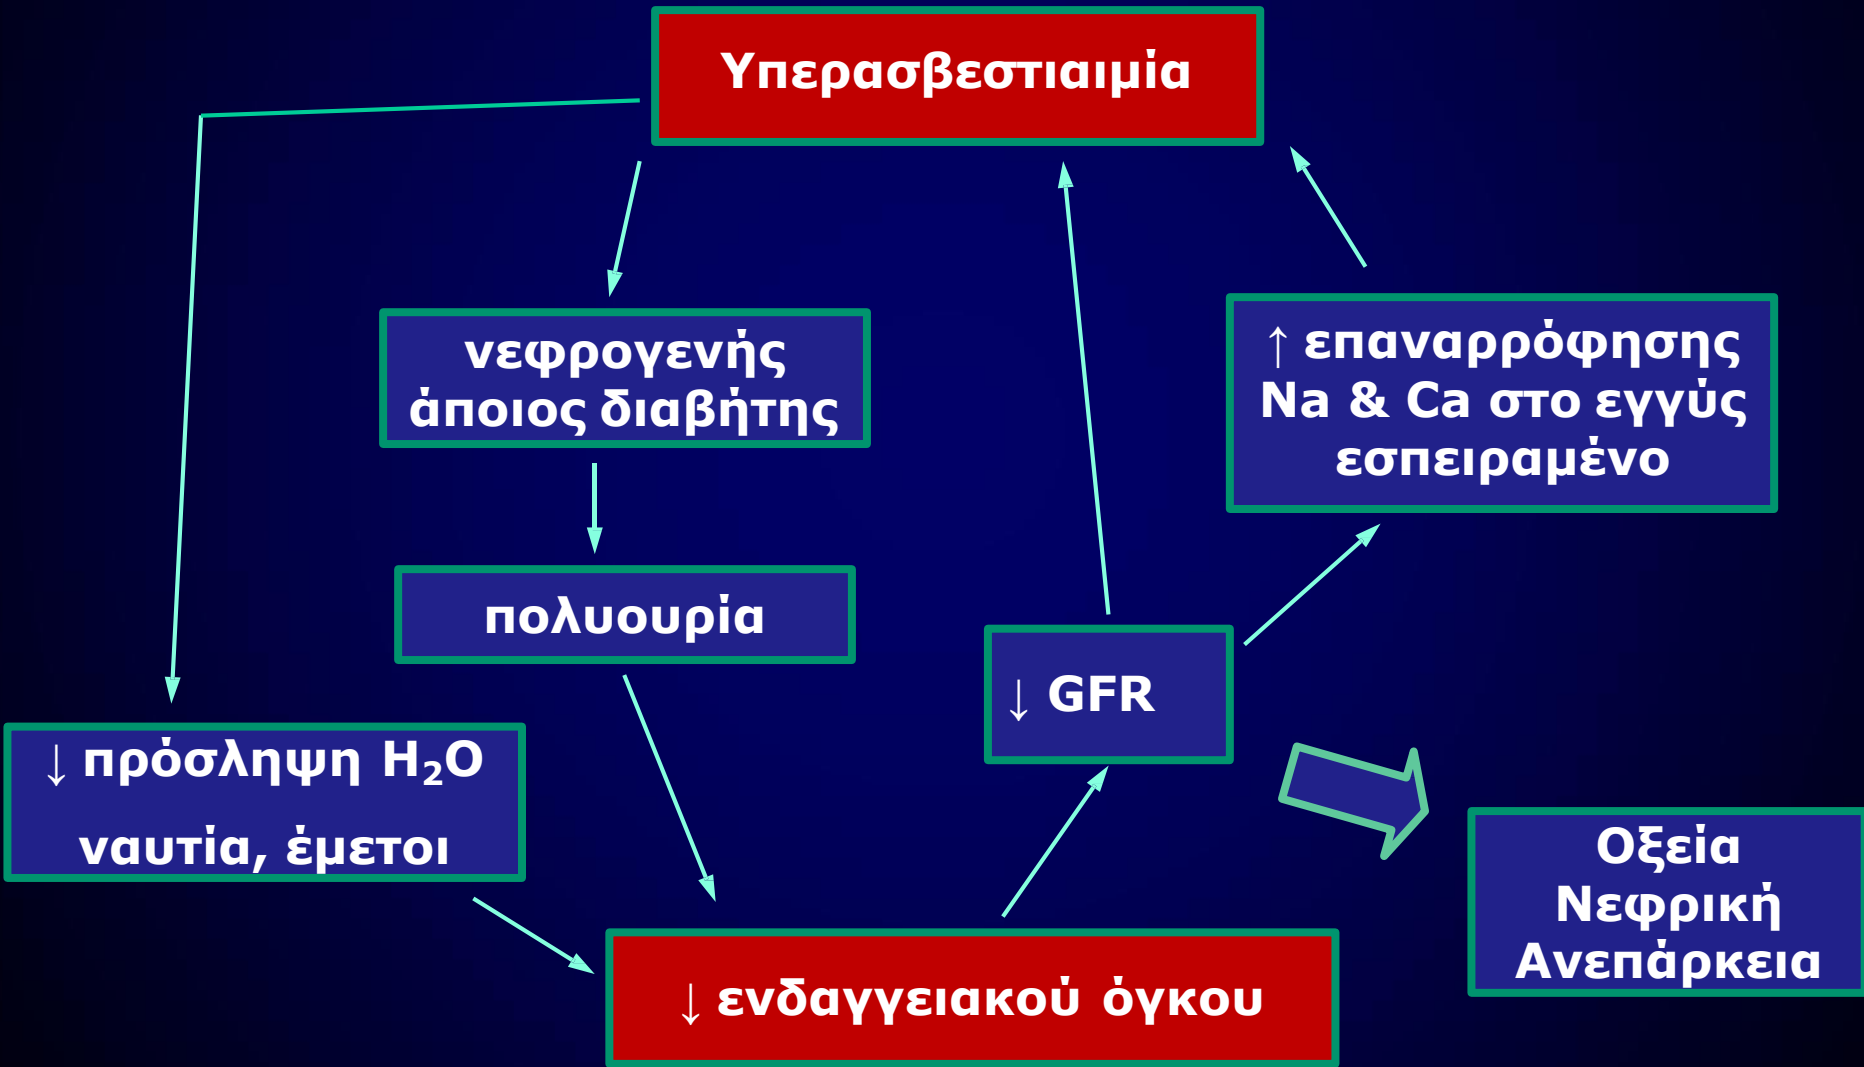 Υπερασβεστιαιμία
νεφρογενής
άποιος διαβήτης
↑ επαναρρόφησης
Na & Ca στο εγγύς
εσπειραμένο
πολυουρία
↓ GFR
↓ πρόσληψη H₂O
ναυτία, έμετοι
Οξεία
Νεφρική
Ανεπάρκεια
↓ ενδαγγειακού όγκου